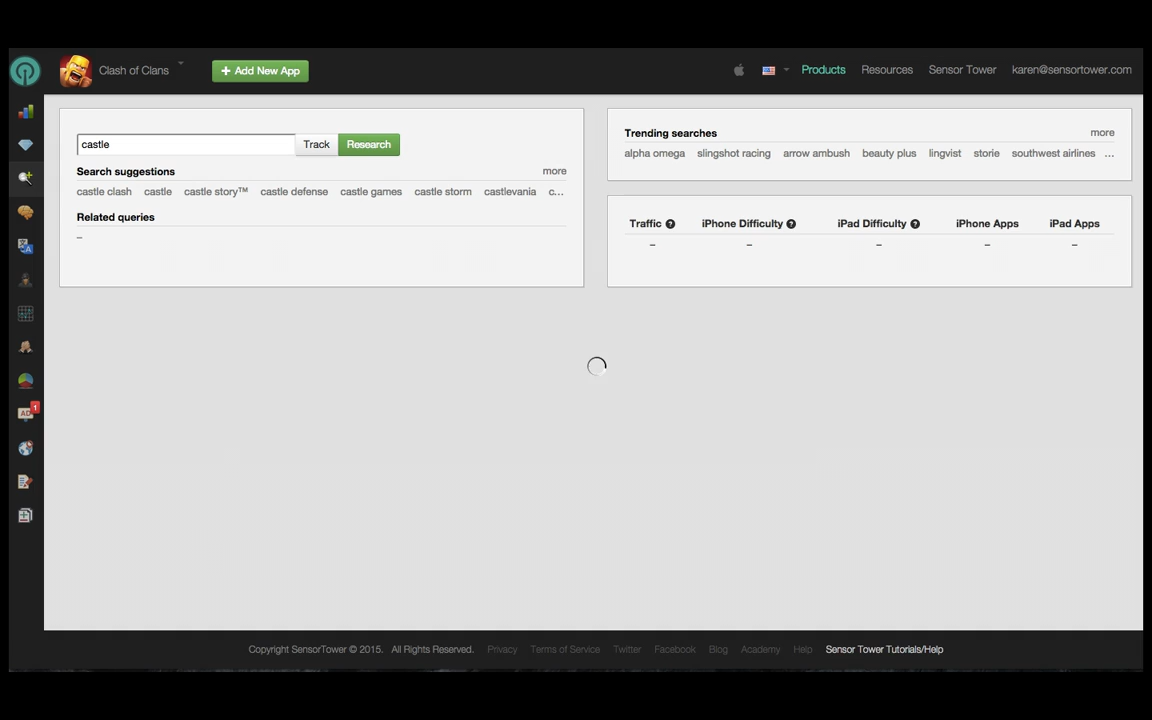 Clash of Clans
+ Add New App
Products Resources Sensor Tower karen@sensortower.com
castle Track Research
Search suggestions more
castle clash castle castle story™ castle defense castle games castle storm castlevania c...
Related queries
–
Trending searches more
alpha omega slingshot racing arrow ambush beauty plus lingvist storie southwest airlines ...
Traffic ? iPhone Difficulty ? iPad Difficulty ? iPhone Apps iPad Apps
– – – – –
AD 1
Copyright SensorTower © 2015. All Rights Reserved. Privacy Terms of Service Twitter Facebook Blog Academy Help Sensor Tower Tutorials/Help